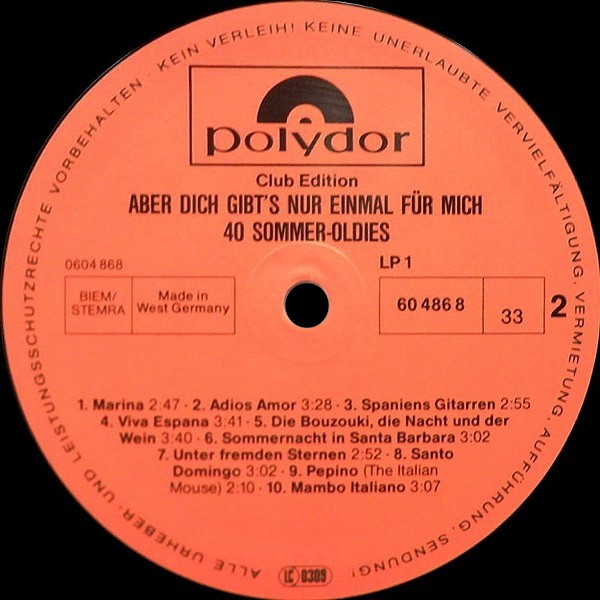 ALLE URHEBER- UND LEISTUNGSSCHUTZRECHTE VORBEHALTEN · KEIN VERLEIH! KEINE UNERLAUBTE VERVIELFÄLTIGUNG, VERMIETUNG, AUFFÜHRUNG, SENDUNG!
polydor
Club Edition
ABER DICH GIBT'S NUR EINMAL FÜR MICH
40 SOMMER-OLDIES
0604 868
LP 1
BIEM/
STEMRA
Made in
West Germany
60 486 8
33
2
1. Marina 2:47 · 2. Adios Amor 3:28 · 3. Spaniens Gitarren 2:55
4. Viva Espana 3:41 · 5. Die Bouzouki, die Nacht und der
Wein 3:40 · 6. Sommernacht in Santa Barbara 3:02
7. Unter fremden Sternen 2:52 · 8. Santo
Domingo 3:02 · 9. Pepino (The Italian
Mouse) 2:10 · 10. Mambo Italiano 3:07
LC 0309